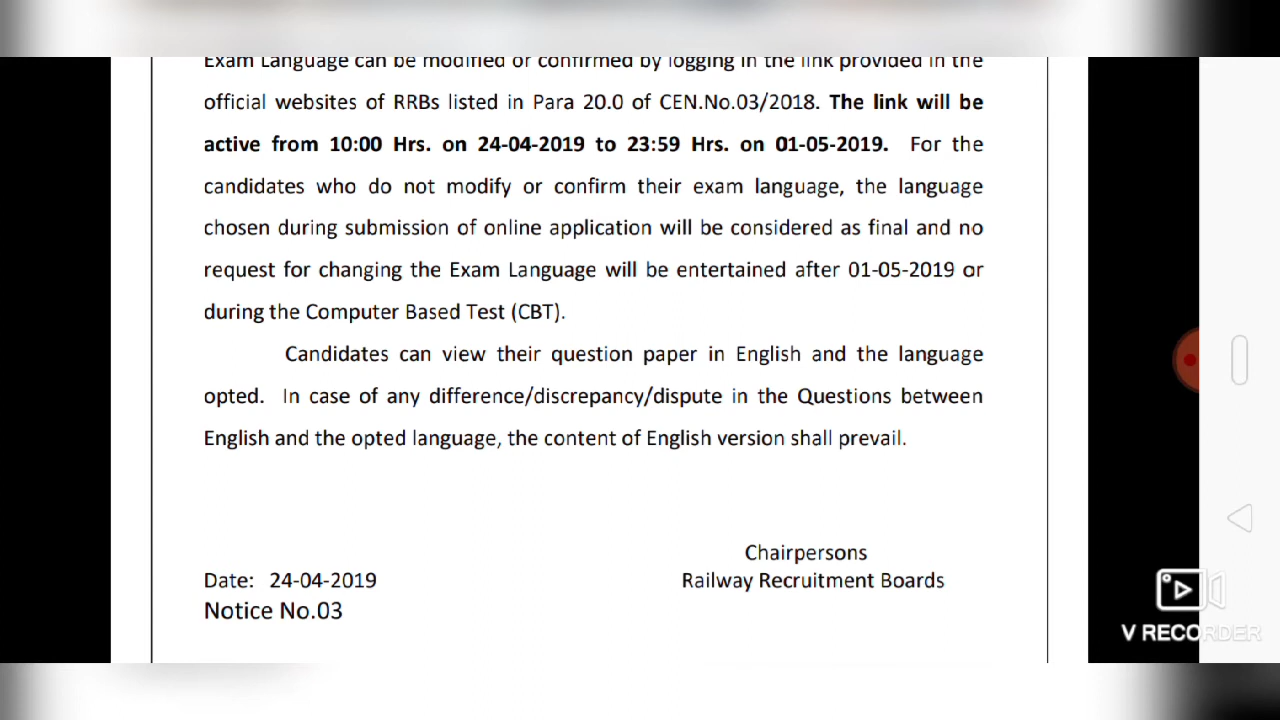 Exam Language can be modified or confirmed by logging in the link provided in the
official websites of RRBs listed in Para 20.0 of CEN.No.03/2018. The link will be
active from 10:00 Hrs. on 24-04-2019 to 23:59 Hrs. on 01-05-2019. For the
candidates who do not modify or confirm their exam language, the language
chosen during submission of online application will be considered as final and no
request for changing the Exam Language will be entertained after 01-05-2019 or
during the Computer Based Test (CBT).
Candidates can view their question paper in English and the language
opted. In case of any difference/discrepancy/dispute in the Questions between
English and the opted language, the content of English version shall prevail.
Chairpersons
Date: 24-04-2019 Railway Recruitment Boards
Notice No.03
V RECORDER